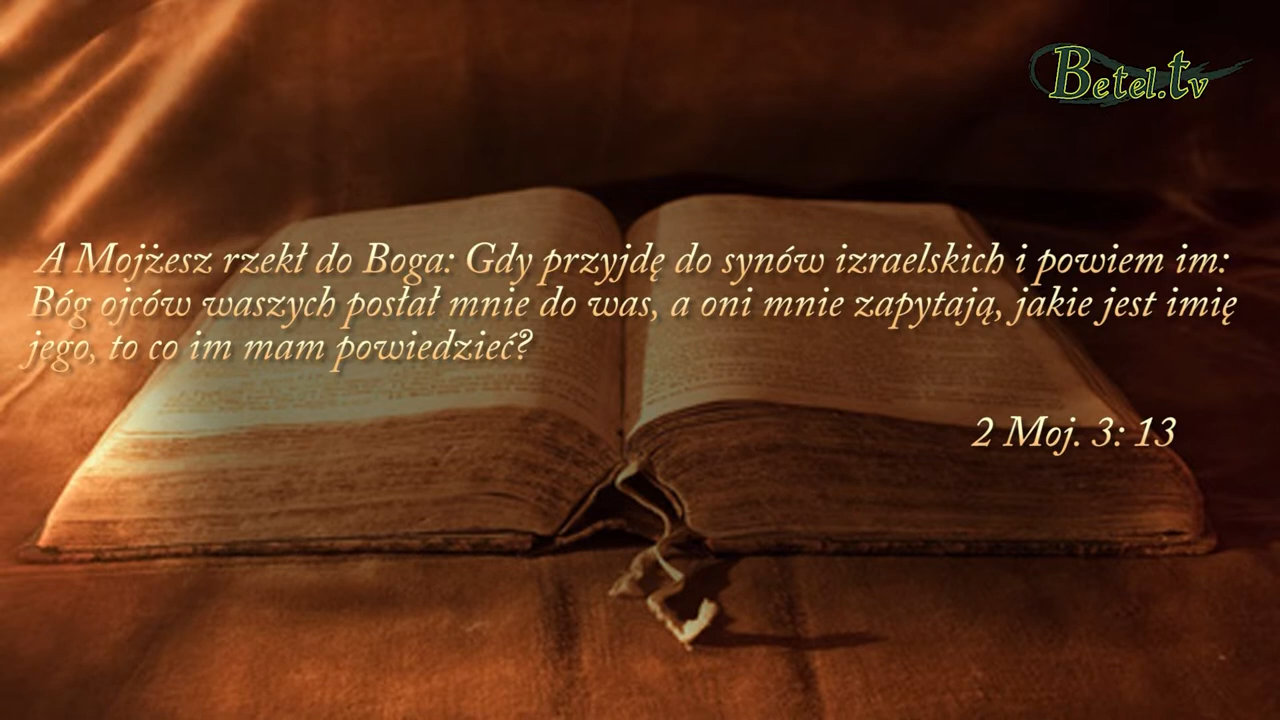 Betel.tv
A Mojżesz rzekł do Boga: Gdy przyjdę do synów izraelskich i powiem im:
Bóg ojców waszych posłał mnie do was, a oni mnie zapytają, jakie jest imię
jego, to co im mam powiedzieć?
2 Moj. 3: 13